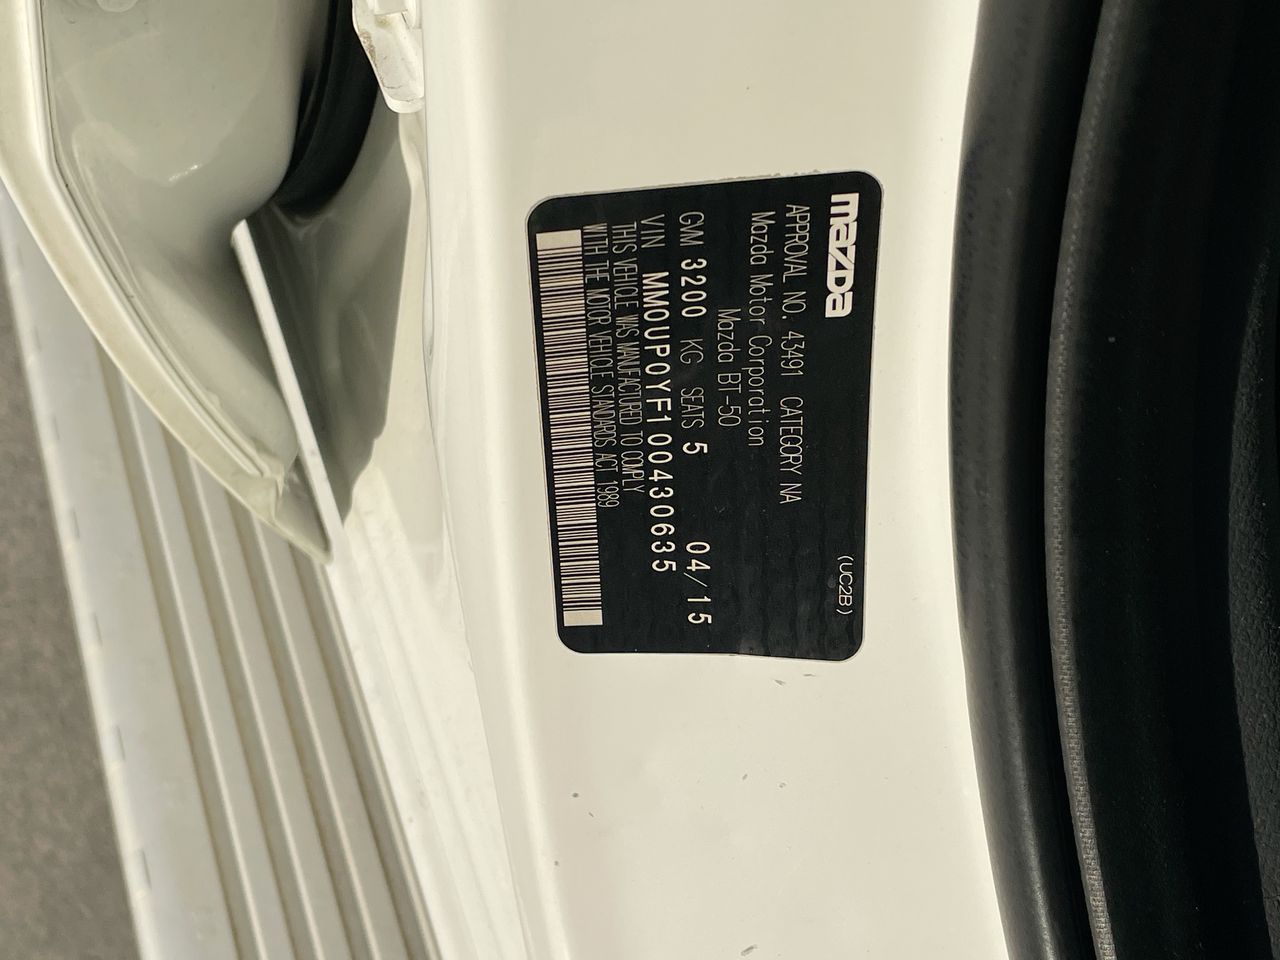 mazda
(UC2B)
APPROVAL NO. 43491 CATEGORY NA
Mazda Motor Corporation
Mazda BT-50
GVM 3200 KG SEATS 5 04/15
VIN MM0UP0YF100430635
THIS VEHICLE WAS MANUFACTURED TO COMPLY
WITH THE MOTOR VEHICLE STANDARDS ACT 1989